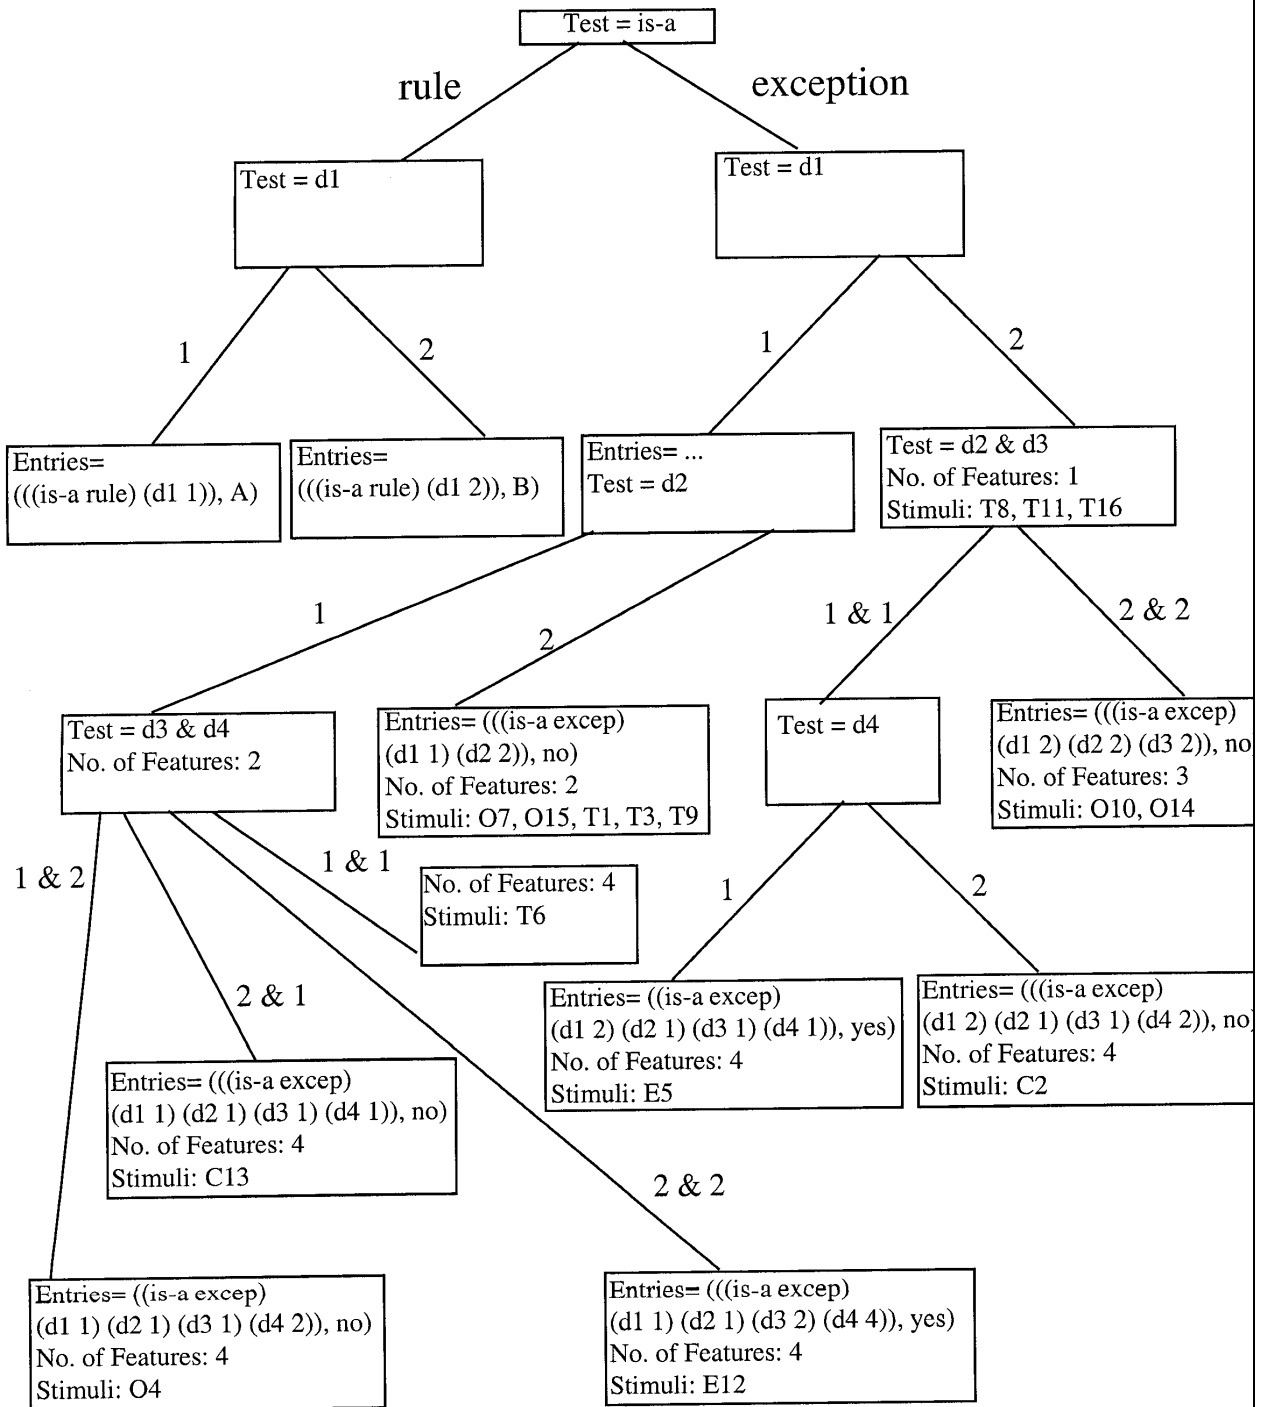 Test = is-a
rule
exception
Test = d1
Test = d1
1
2
1
2
Entries=
(((is-a rule) (d1 1)), A)
Entries=
(((is-a rule) (d1 2)), B)
Entries= ...
Test = d2
Test = d2 & d3
No. of Features: 1
Stimuli: T8, T11, T16
1
2
1 & 1
2 & 2
Test = d3 & d4
No. of Features: 2
Entries= (((is-a excep)
(d1 1) (d2 2)), no)
No. of Features: 2
Stimuli: O7, O15, T1, T3, T9
Test = d4
Entries= (((is-a excep)
(d1 2) (d2 2) (d3 2)), no
No. of Features: 3
Stimuli: O10, O14
1 & 2
1 & 1
No. of Features: 4
Stimuli: T6
1
2
2 & 1
Entries= ((is-a excep)
(d1 2) (d2 1) (d3 1) (d4 1)), yes)
No. of Features: 4
Stimuli: E5
Entries= (((is-a excep)
(d1 2) (d2 1) (d3 1) (d4 2)), no)
No. of Features: 4
Stimuli: C2
Entries= (((is-a excep)
(d1 1) (d2 1) (d3 1) (d4 1)), no)
No. of Features: 4
Stimuli: C13
2 & 2
Entries= ((is-a excep)
(d1 1) (d2 1) (d3 1) (d4 2)), no)
No. of Features: 4
Stimuli: O4
Entries= (((is-a excep)
(d1 1) (d2 1) (d3 2) (d4 4)), yes)
No. of Features: 4
Stimuli: E12